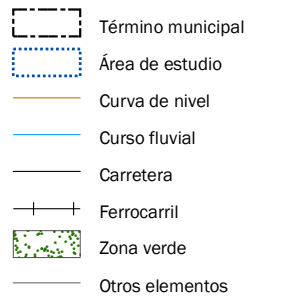 Término municipal
Área de estudio
Curva de nivel
Curso fluvial
Carretera
Ferrocarril
Zona verde
Otros elementos